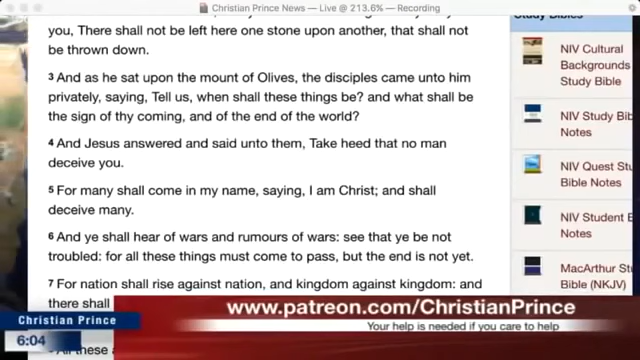 Christian Prince News — Live @ 213.6% — Recording
you, There shall not be left here one stone upon another, that shall not
be thrown down.
3 And as he sat upon the mount of Olives, the disciples came unto him
privately, saying, Tell us, when shall these things be? and what shall be
the sign of thy coming, and of the end of the world?
4 And Jesus answered and said unto them, Take heed that no man
deceive you.
5 For many shall come in my name, saying, I am Christ; and shall
deceive many.
6 And ye shall hear of wars and rumours of wars: see that ye be not
troubled: for all these things must come to pass, but the end is not yet.
7 For nation shall rise against nation, and kingdom against kingdom: and
there shall
All these
Study Bibles
NIV Cultural
Backgrounds
Study Bible
NIV Study Bib
Notes
NIV Quest Stu
Bible Notes
NIV Student B
Notes
MacArthur St
Bible (NKJV)
www.patreon.com/ChristianPrince
Your help is needed if you care to help
Christian Prince
6:04